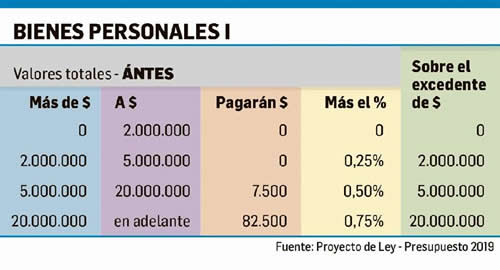 BIENES PERSONALES I
Valores totales - ÁNTES
Sobre el
excedente
de $
Más de $ A $ Pagarán $ Más el %
0 2.000.000 0 0 0
2.000.000 5.000.000 0 0,25% 2.000.000
5.000.000 20.000.000 7.500 0,50% 5.000.000
20.000.000 en adelante 82.500 0,75% 20.000.000
Fuente: Proyecto de Ley - Presupuesto 2019